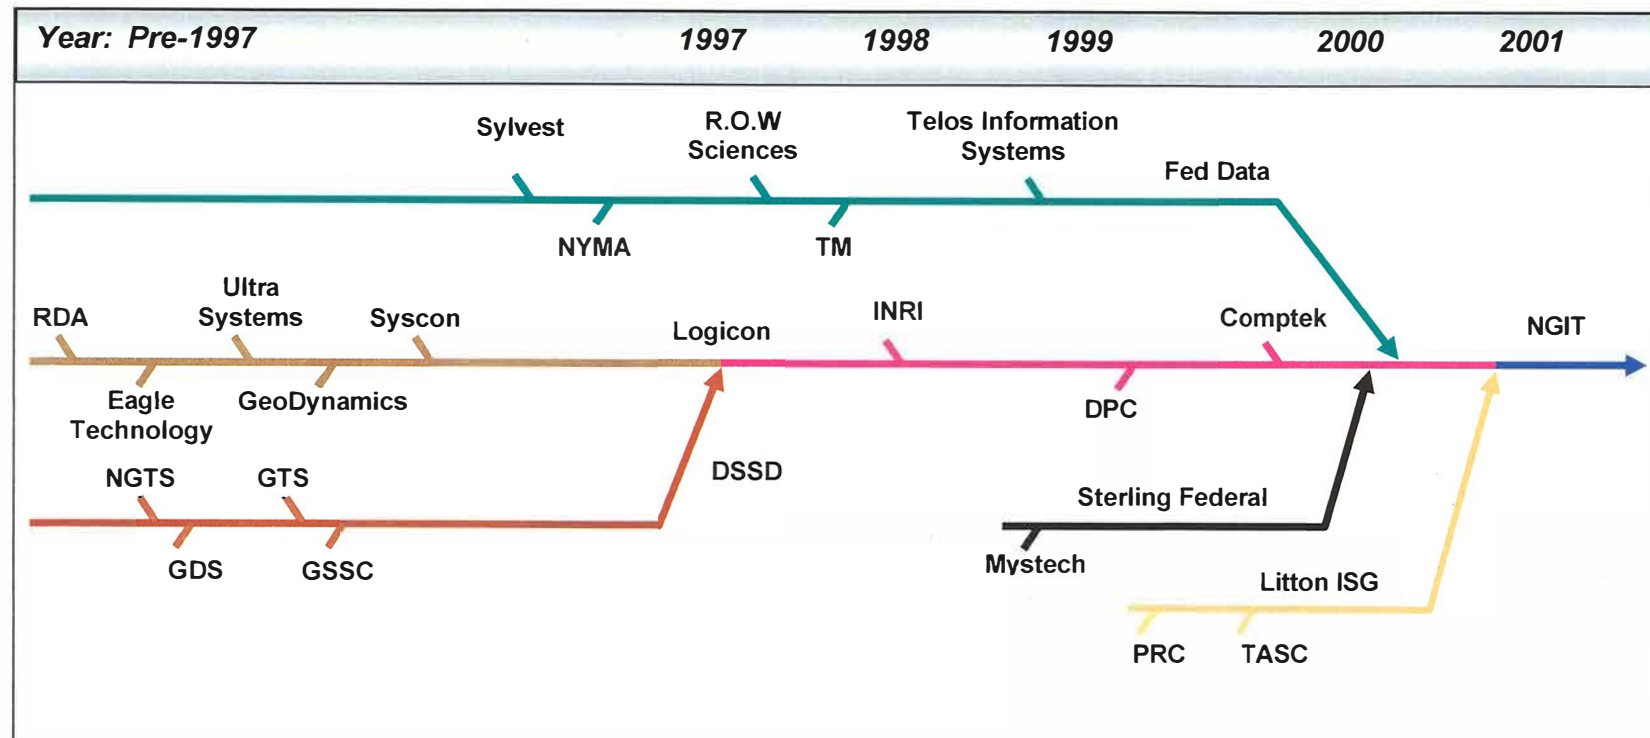 Year: Pre-1997 1997 1998 1999 2000 2001
Sylvest
R.O.W
Sciences
Telos Information
Systems
Fed Data
NYMA
TM
RDA
Ultra
Systems
Syscon
Logicon
INRI
Comptek
NGIT
Eagle
Technology
GeoDynamics
DPC
NGTS
GTS
DSSD
Sterling Federal
GDS
GSSC
Mystech
Litton ISG
PRC
TASC